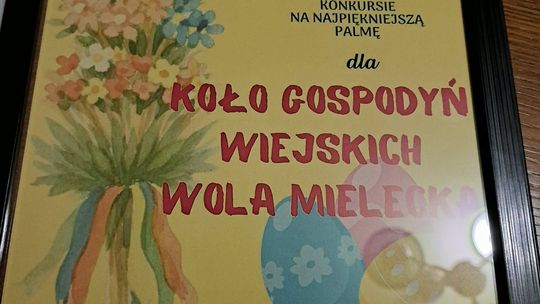 KONKURSIE
NA NAJPIĘKNIEJSZĄ
PALMĘ
dla
KOŁO GOSPODYŃ
WIEJSKICH
WOLA MIELECKA